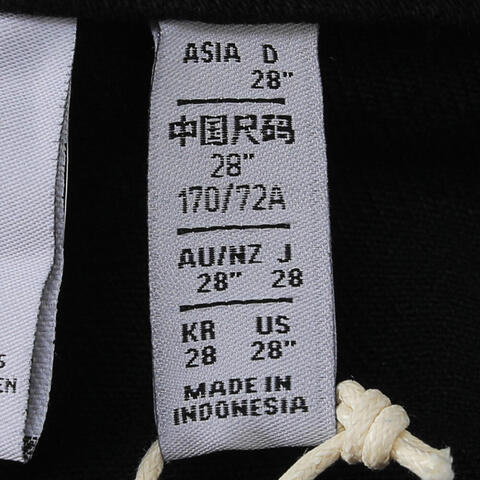 ASIA D
28"
中国尺码
28"
170/72A
AU/NZ J
28" 28
KR US
28 28"
MADE IN
INDONESIA
EN